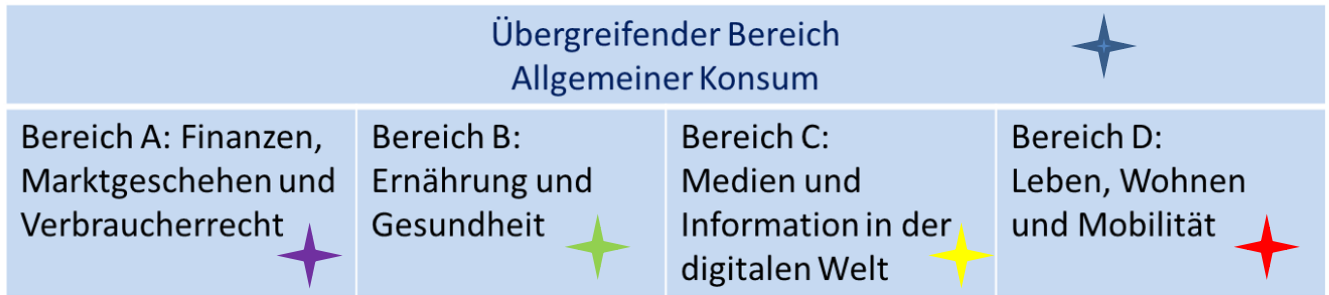 Übergreifender Bereich
Allgemeiner Konsum
Bereich A: Finanzen,
Marktgeschehen und
Verbraucherrecht
Bereich B:
Ernährung und
Gesundheit
Bereich C:
Medien und
Information in der
digitalen Welt
Bereich D:
Leben, Wohnen
und Mobilität